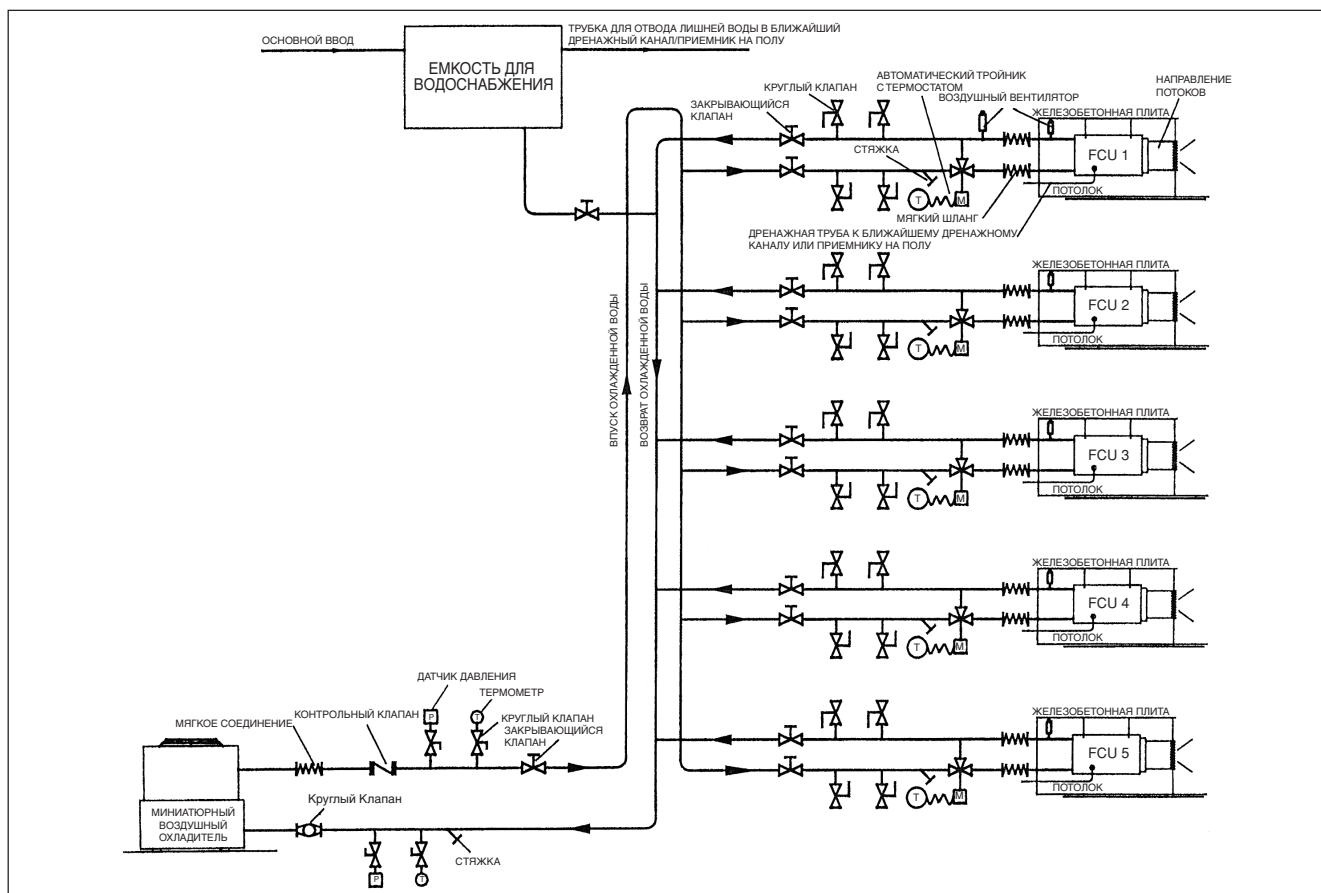 ОСНОВНОЙ ВВОД
ТРУБКА ДЛЯ ОТВОДА ЛИШНЕЙ ВОДЫ В БЛИЖАЙШИЙ
ДРЕНАЖНЫЙ КАНАЛ/ПРИЕМНИК НА ПОЛУ
ЕМКОСТЬ ДЛЯ
ВОДОСНАБЖЕНИЯ
КРУГЛЫЙ КЛАПАН
ЗАКРЫВАЮЩИЙСЯ
КЛАПАН
АВТОМАТИЧЕСКИЙ ТРОЙНИК
С ТЕРМОСТАТОМ
ВОЗДУШНЫЙ ВЕНТИЛЯТОР
НАПРАВЛЕНИЕ
ПОТОКОВ
ЖЕЛЕЗОБЕТОННАЯ ПЛИТА
FCU 1
СТЯЖКА
T
M
ПОТОЛОК
МЯГКИЙ ШЛАНГ
ДРЕНАЖНАЯ ТРУБА К БЛИЖАЙШЕМУ ДРЕНАЖНОМУ
КАНАЛУ ИЛИ ПРИЕМНИКУ НА ПОЛУ
ЖЕЛЕЗОБЕТОННАЯ ПЛИТА
FCU 2
ПОТОЛОК
T
M
ВПУСК ОХЛАЖДЕННОЙ ВОДЫ
ВОЗВРАТ ОХЛАЖДЕННОЙ ВОДЫ
ЖЕЛЕЗОБЕТОННАЯ ПЛИТА
FCU 3
ПОТОЛОК
T
M
ЖЕЛЕЗОБЕТОННАЯ ПЛИТА
FCU 4
ПОТОЛОК
T
M
ЖЕЛЕЗОБЕТОННАЯ ПЛИТА
FCU 5
ПОТОЛОК
T
M
ДАТЧИК ДАВЛЕНИЯ
ТЕРМОМЕТР
P
T
МЯГКОЕ СОЕДИНЕНИЕ
КОНТРОЛЬНЫЙ КЛАПАН
КРУГЛЫЙ КЛАПАН
ЗАКРЫВАЮЩИЙСЯ
КЛАПАН
Круглый Клапан
МИНИАТЮРНЫЙ
ВОЗДУШНЫЙ
ОХЛАДИТЕЛЬ
СТЯЖКА
P
T